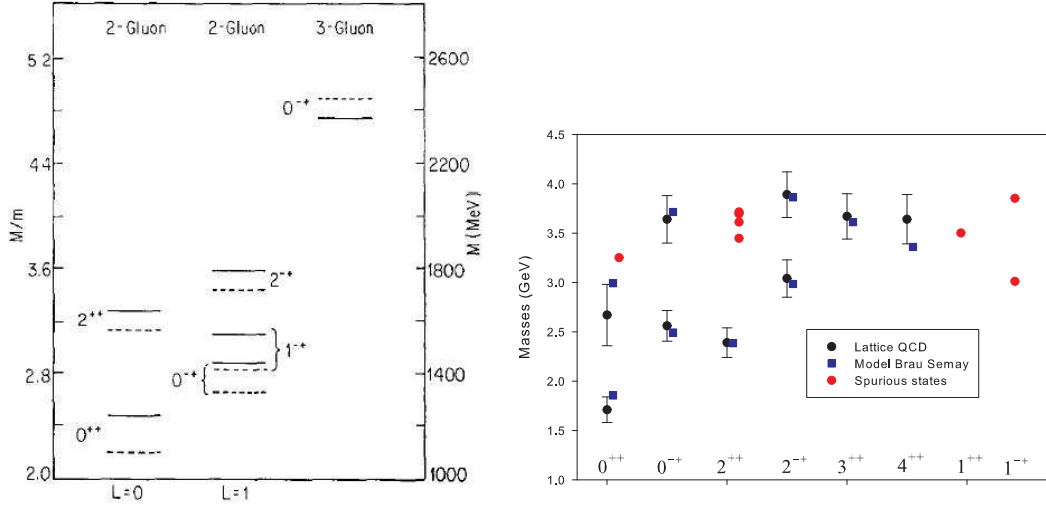 2-Gluon 2-Gluon 3-Gluon
5.2
4.4
3.6
2.8
2.0
M/m
2600
2200
1800
1400
1000
M (MeV)
0⁻⁺
2⁻⁺
2⁺⁺
1⁻⁺
0⁻⁺
0⁺⁺
L=0 L=1
4.5
4.0
3.5
3.0
2.5
2.0
1.5
1.0
Masses (GeV)
Lattice QCD
Model Brau Semay
Spurious states
0⁺⁺ 0⁻⁺ 2⁺⁺ 2⁻⁺ 3⁺⁺ 4⁺⁺ 1⁺⁺ 1⁻⁺